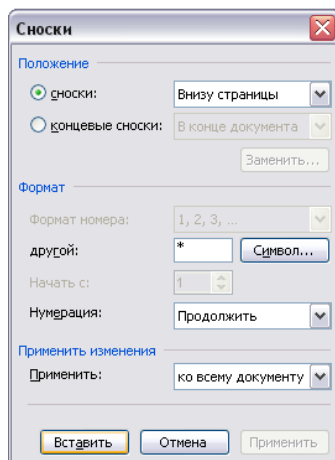 Сноски
Положение
сноски: Внизу страницы
концевые сноски: В конце документа
Заменить...
Формат
Формат номера: 1, 2, 3, ...
другой: * Символ...
Начать с: 1
Нумерация: Продолжить
Применить изменения
Применить: ко всему документу
Вставить Отмена Применить